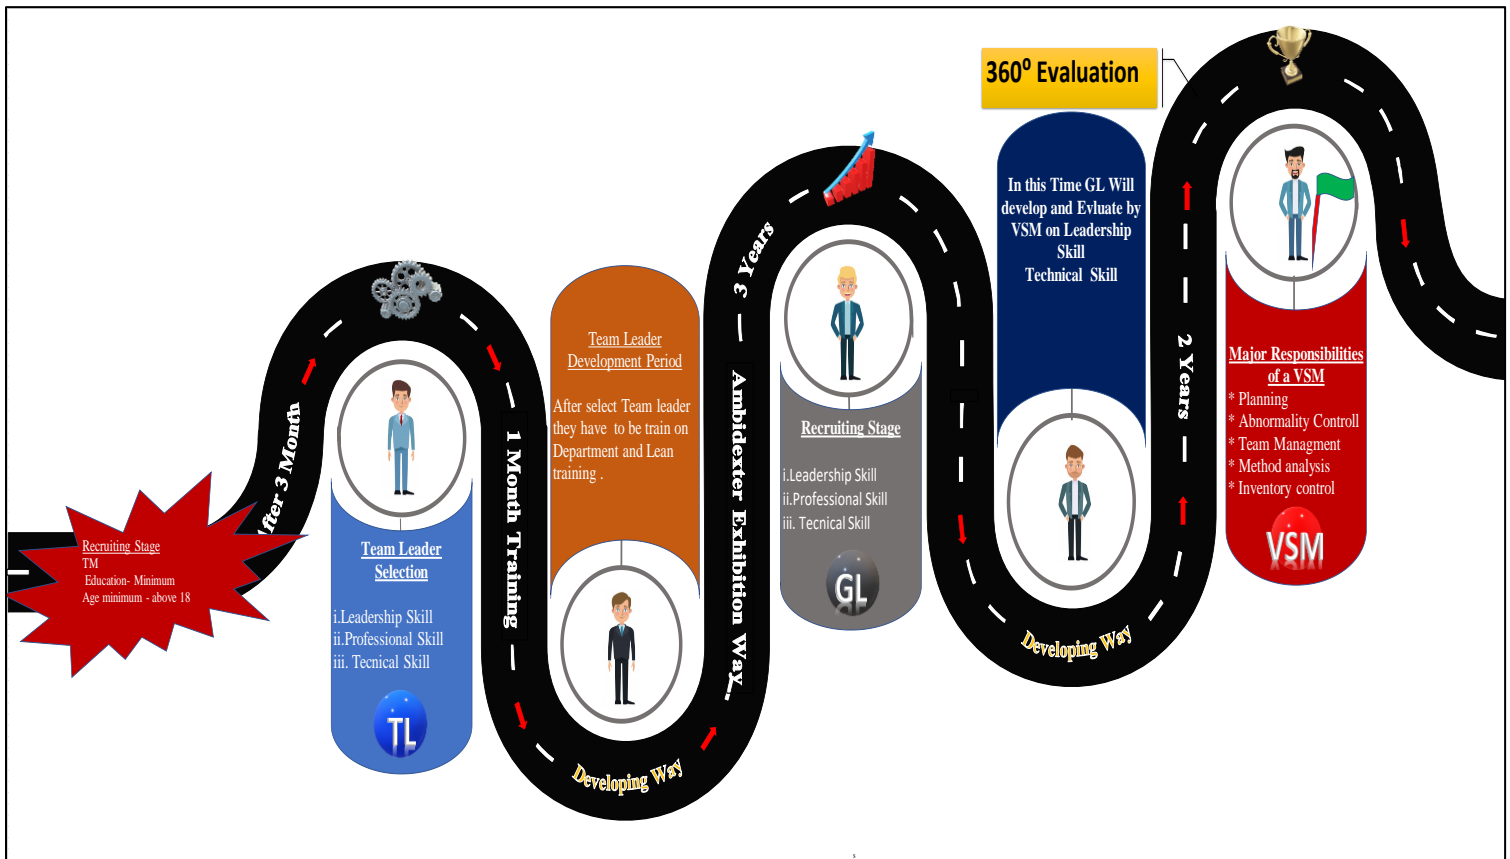 Recruiting Stage
TM
Education- Minimum
Age minimum - above 18
After 3 Month
Team Leader
Selection
i.Leadership Skill
ii.Professional Skill
iii. Tecnical Skill
TL
1 Month Training
Team Leader
Development Period
After select Team leader
they have to be train on
Department and Lean
training .
Developing Way
Ambidexter Exhibition Way
3 Years
Recruiting Stage
i.Leadership Skill
ii.Professional Skill
iii. Tecnical Skill
GL
360⁰ Evaluation
In this Time GL Will
develop and Evluate by
VSM on Leadership
Skill
Technical Skill
Developing Way
2 Years
Major Responsibilities
of a VSM
* Planning
* Abnormality Controll
* Team Managment
* Method analysis
* Inventory control
VSM